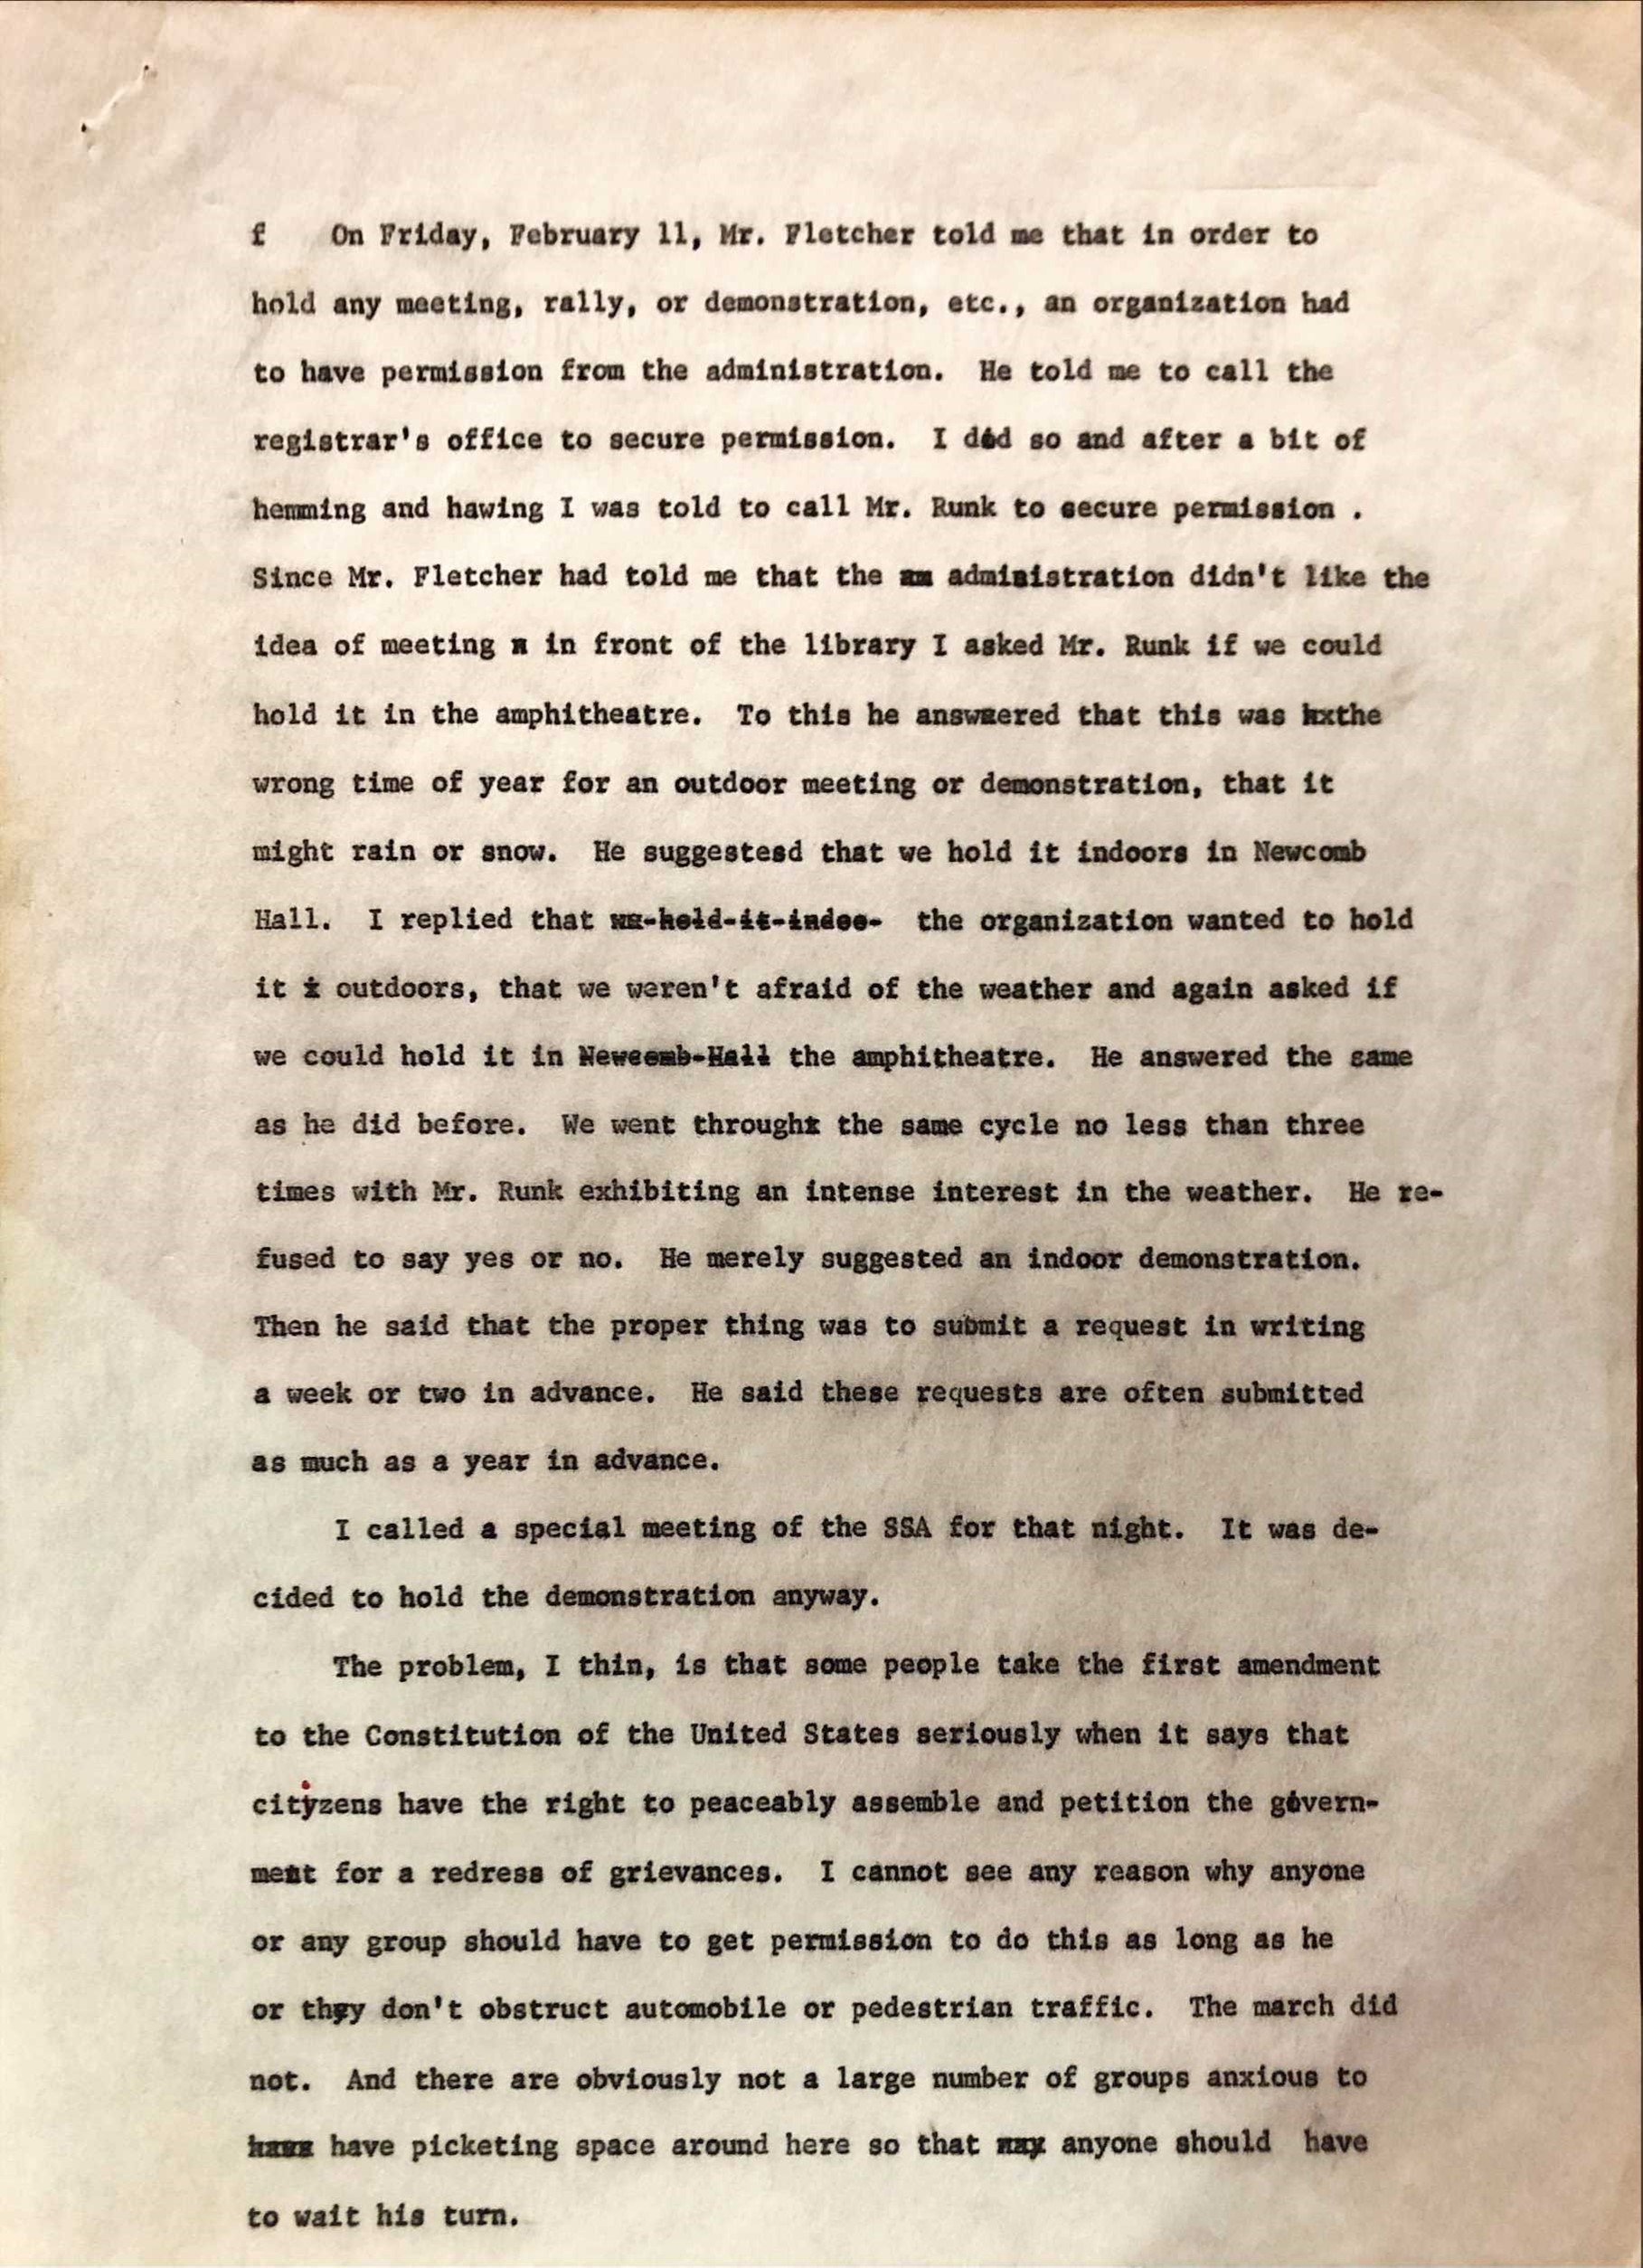 f    On Friday, February 11, Mr. Fletcher told me that in order to
hold any meeting, rally, or demonstration, etc., an organization had
to have permission from the administration.  He told me to call the
registrar's office to secure permission.  I did so and after a bit of
hemming and hawing I was told to call Mr. Runk to secure permission .
Since Mr. Fletcher had told me that the administration didn't like the
idea of meeting x in front of the library I asked Mr. Runk if we could
hold it in the amphitheatre.  To this he answxered that this was hxthe
wrong time of year for an outdoor meeting or demonstration, that it
might rain or snow.  He suggestesd that we hold it indoors in Newcomb
Hall.  I replied that we-hold-it-indoo- the organization wanted to hold
it i outdoors, that we weren't afraid of the weather and again asked if
we could hold it in Newcomb-Hall the amphitheatre.  He answered the same
as he did before.  We went throught the same cycle no less than three
times with Mr. Runk exhibiting an intense interest in the weather.  He re-
fused to say yes or no.  He merely suggested an indoor demonstration.
Then he said that the proper thing was to submit a request in writing
a week or two in advance.  He said these requests are often submitted
as much as a year in advance.
I called a special meeting of the SSA for that night.  It was de-
cided to hold the demonstration anyway.
The problem, I thin, is that some people take the first amendment
to the Constitution of the United States seriously when it says that
cityzens have the right to peaceably assemble and petition the govern-
ment for a redress of grievances.  I cannot see any reason why anyone
or any group should have to get permission to do this as long as he
or they don't obstruct automobile or pedestrian traffic.  The march did
not.  And there are obviously not a large number of groups anxious to
have picketing space around here so that anyone should  have
to wait his turn.